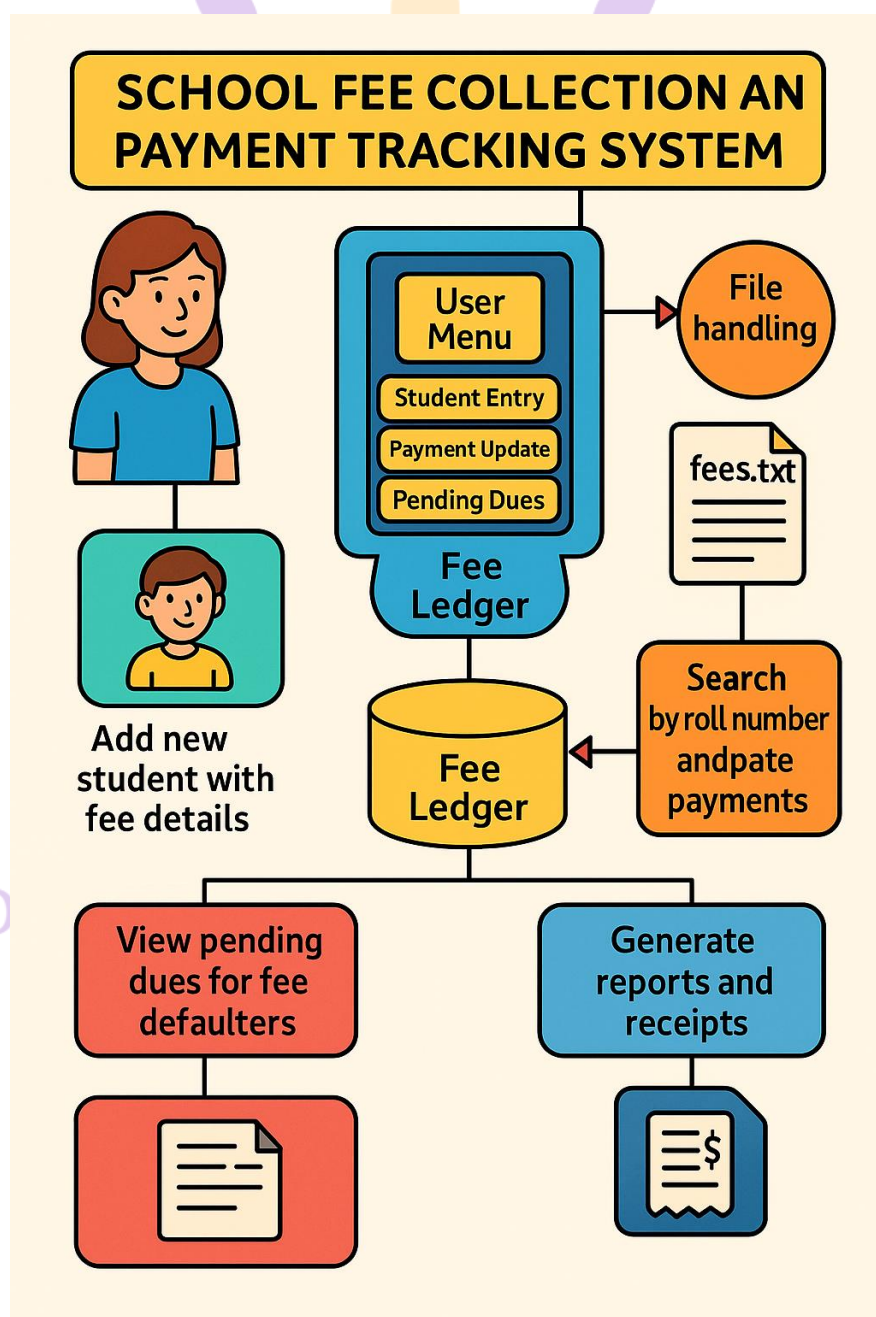 SCHOOL FEE COLLECTION AN
PAYMENT TRACKING SYSTEM
User
Menu
Student Entry
Payment Update
Pending Dues
Fee
Ledger
File
handling
fees.txt
Search
by roll number
andpate
payments
Add new
student with
fee details
Fee
Ledger
View pending
dues for fee
defaulters
Generate
reports and
receipts
$